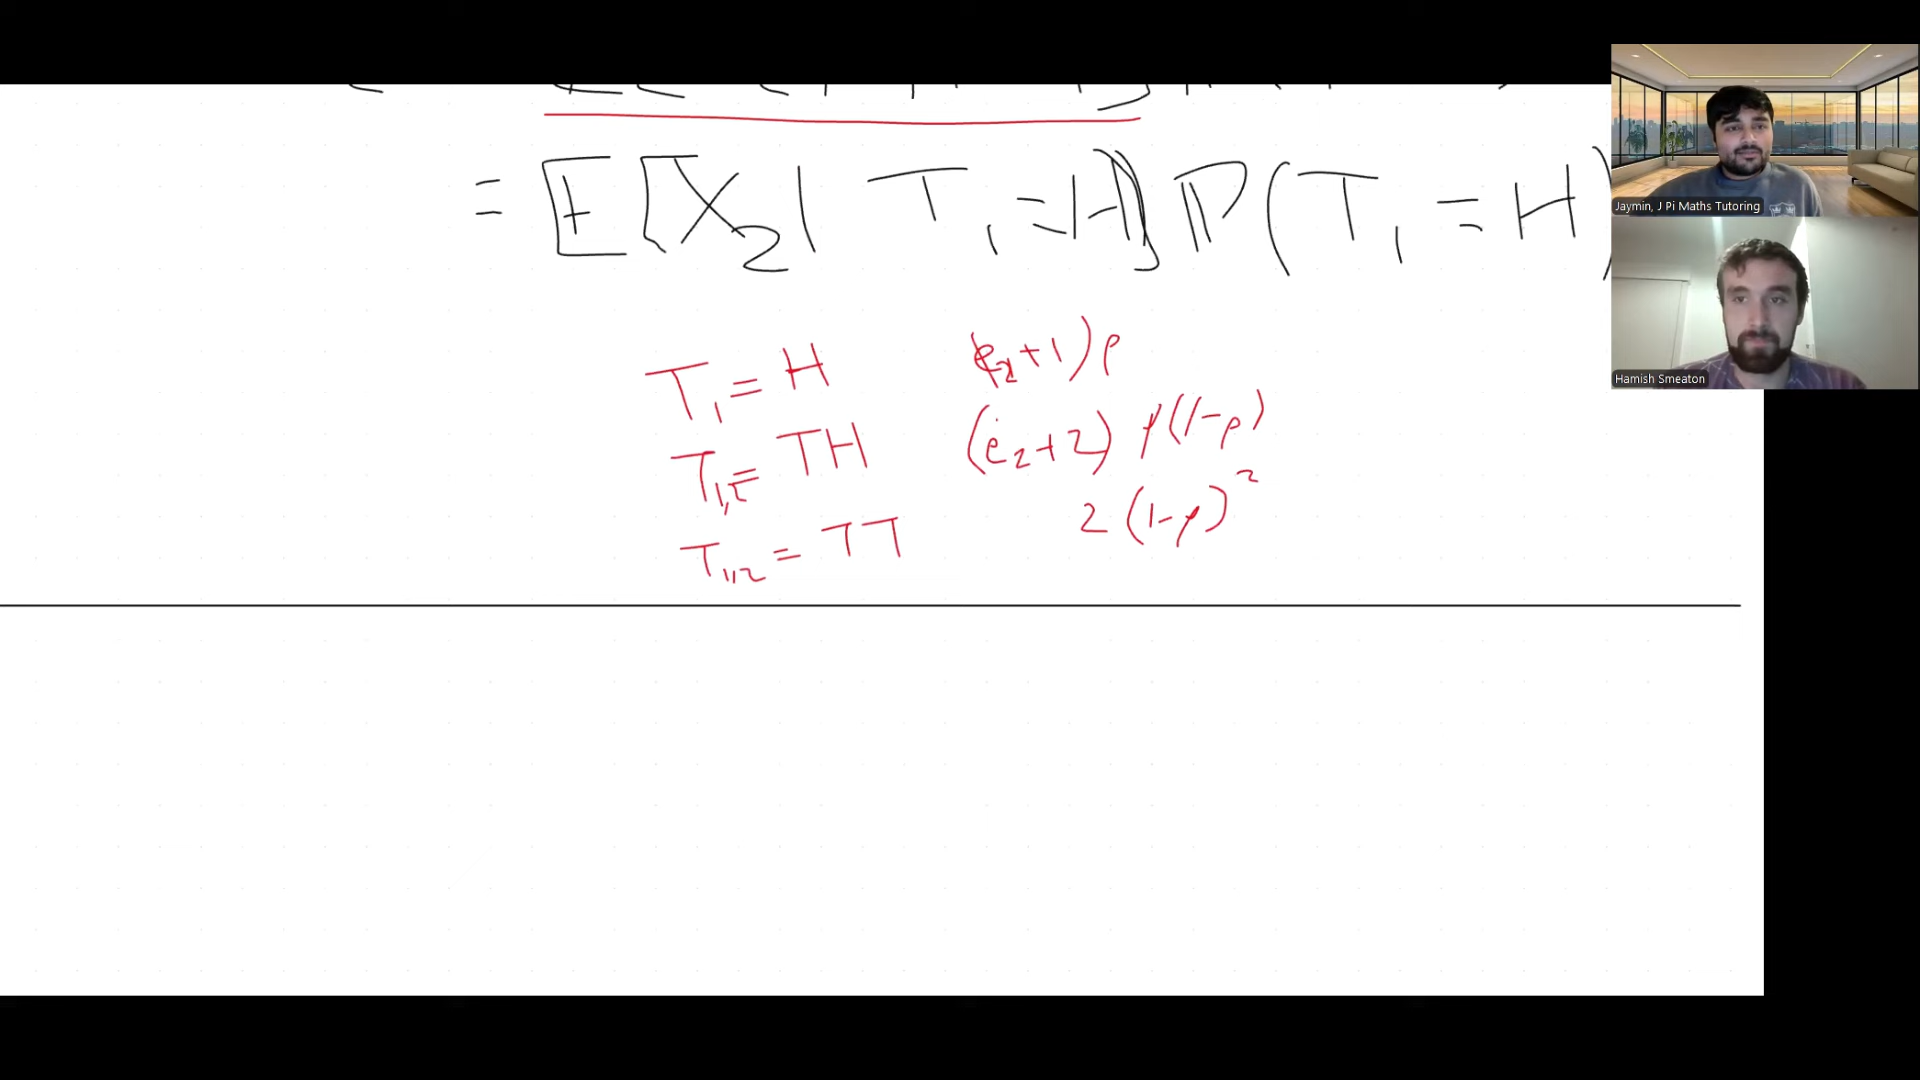 = E[X₂ | T₁ = H] P(T₁ = H)
T₁ = H (e₂+1)p
T₁,₂ = TH (e₂+2) p(1-p)
T₁,₂ = TT 2(1-p)²
Jaymin, J Pi Maths Tutoring
Hamish Smeaton